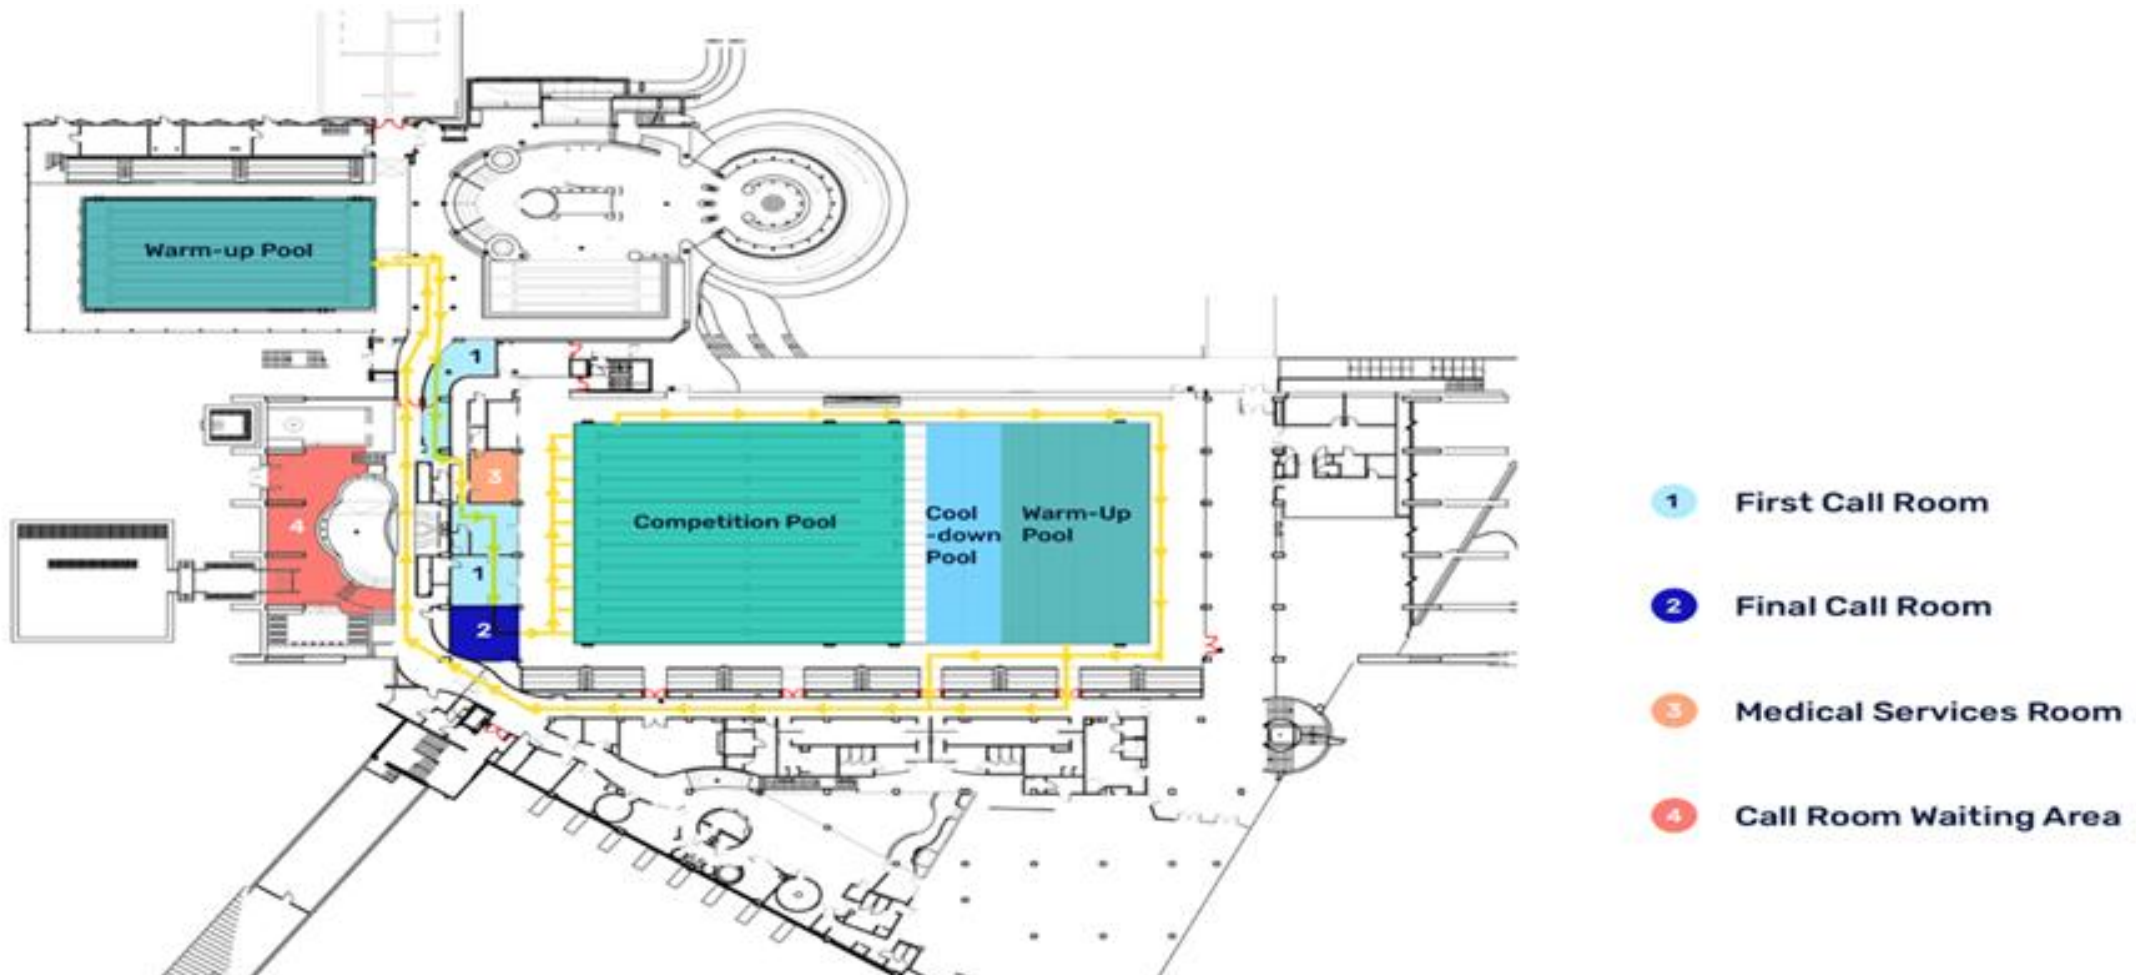 Warm-up Pool
1
3
4
Competition Pool
Cool
-down
Pool
Warm-Up
Pool
1
2
1 First Call Room
2 Final Call Room
3 Medical Services Room
4 Call Room Waiting Area